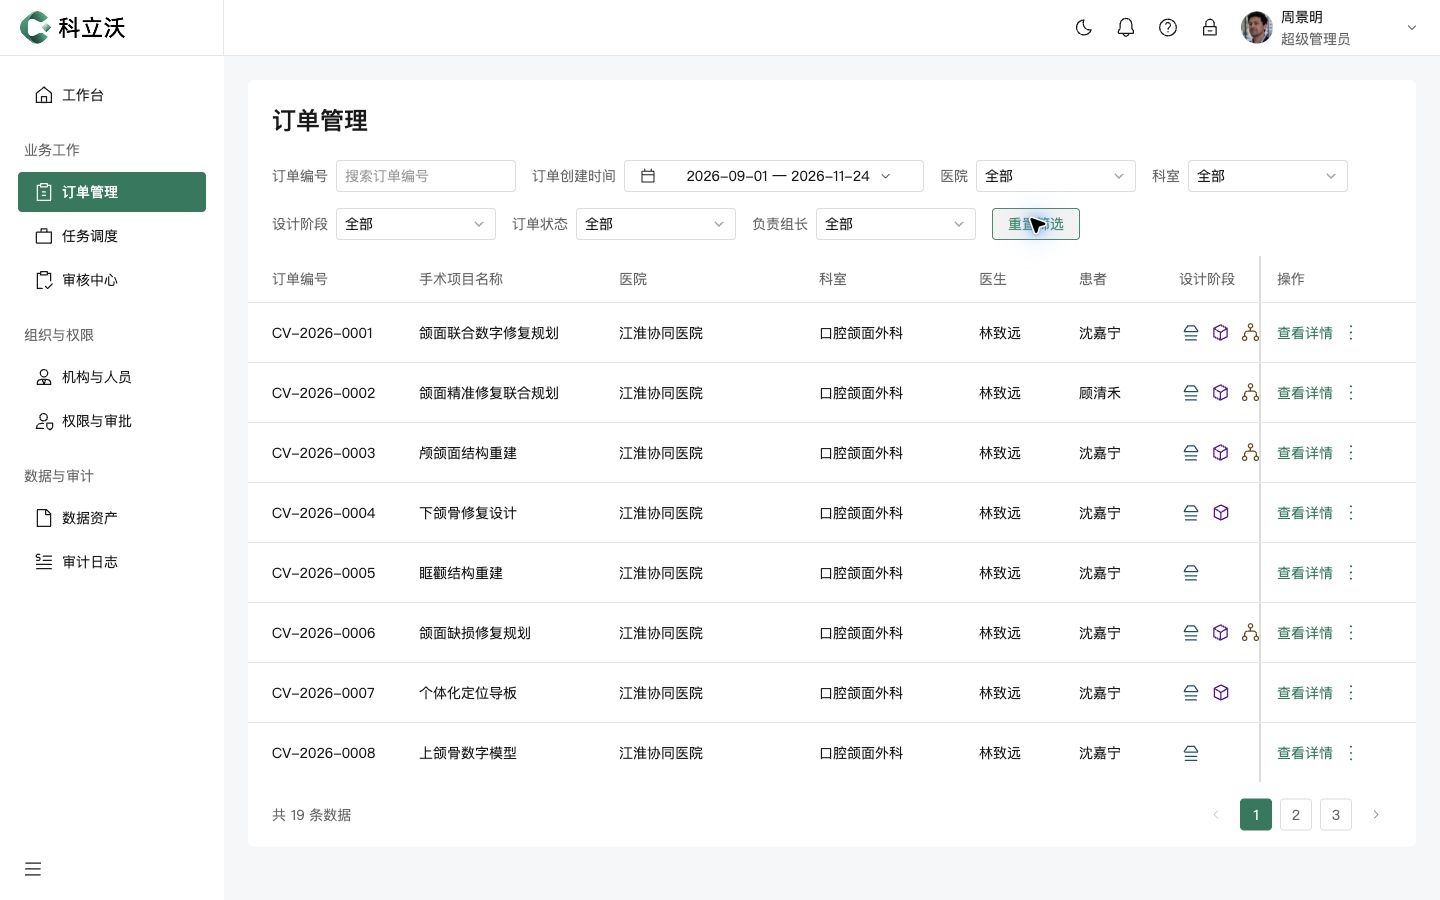 科立沃
周景明
超级管理员
工作台
业务工作
订单管理
任务调度
审核中心
组织与权限
机构与人员
权限与审批
数据与审计
数据资产
审计日志
订单管理
订单编号 搜索订单编号 订单创建时间 2026-09-01 — 2026-11-24 医院 全部 科室 全部
设计阶段 全部 订单状态 全部 负责组长 全部 重置筛选
订单编号 手术项目名称 医院 科室 医生 患者 设计阶段 操作
CV-2026-0001 颌面联合数字修复规划 江淮协同医院 口腔颌面外科 林致远 沈嘉宁 查看详情
CV-2026-0002 颌面精准修复联合规划 江淮协同医院 口腔颌面外科 林致远 顾清禾 查看详情
CV-2026-0003 颅颌面结构重建 江淮协同医院 口腔颌面外科 林致远 沈嘉宁 查看详情
CV-2026-0004 下颌骨修复设计 江淮协同医院 口腔颌面外科 林致远 沈嘉宁 查看详情
CV-2026-0005 眶颧结构重建 江淮协同医院 口腔颌面外科 林致远 沈嘉宁 查看详情
CV-2026-0006 颌面缺损修复规划 江淮协同医院 口腔颌面外科 林致远 沈嘉宁 查看详情
CV-2026-0007 个体化定位导板 江淮协同医院 口腔颌面外科 林致远 沈嘉宁 查看详情
CV-2026-0008 上颌骨数字模型 江淮协同医院 口腔颌面外科 林致远 沈嘉宁 查看详情
共 19 条数据 1 2 3